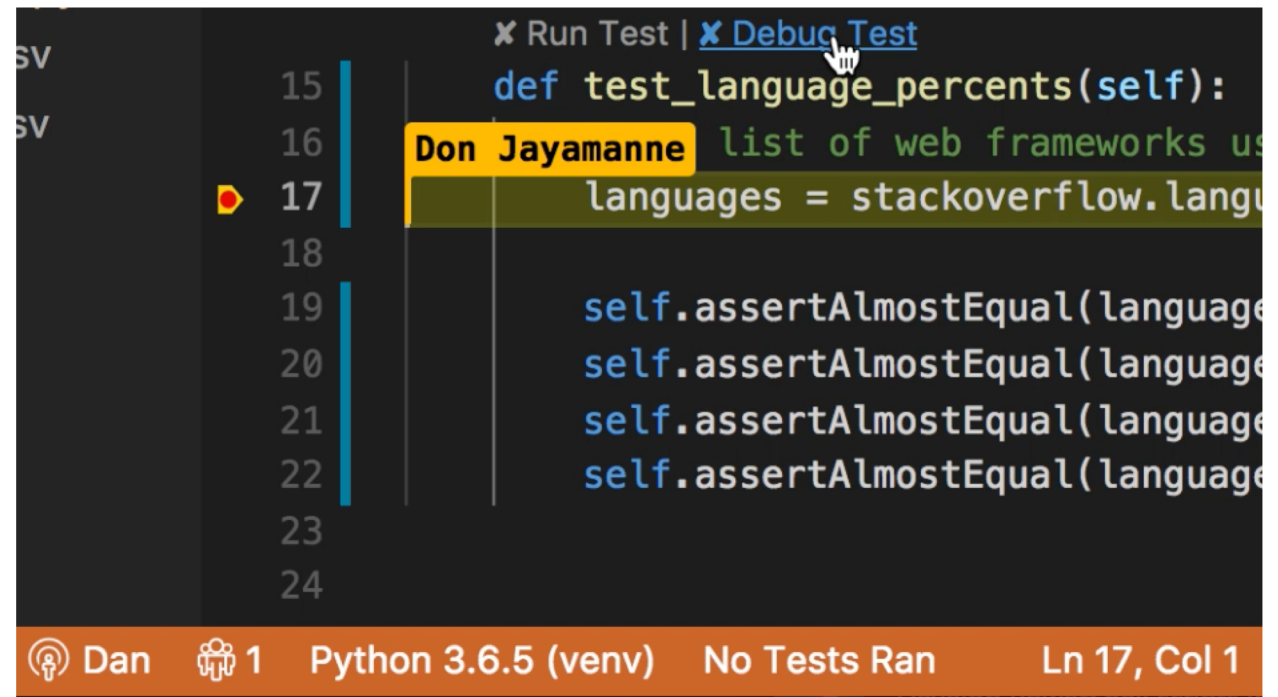 ✘ Run Test | ✘ Debug Test
sv
15 def test_language_percents(self):
sv
16 Don Jayamanne list of web frameworks us
17 languages = stackoverflow.langu
18
19 self.assertAlmostEqual(language
20 self.assertAlmostEqual(language
21 self.assertAlmostEqual(language
22 self.assertAlmostEqual(language
23
24
Dan 1 Python 3.6.5 (venv) No Tests Ran Ln 17, Col 1